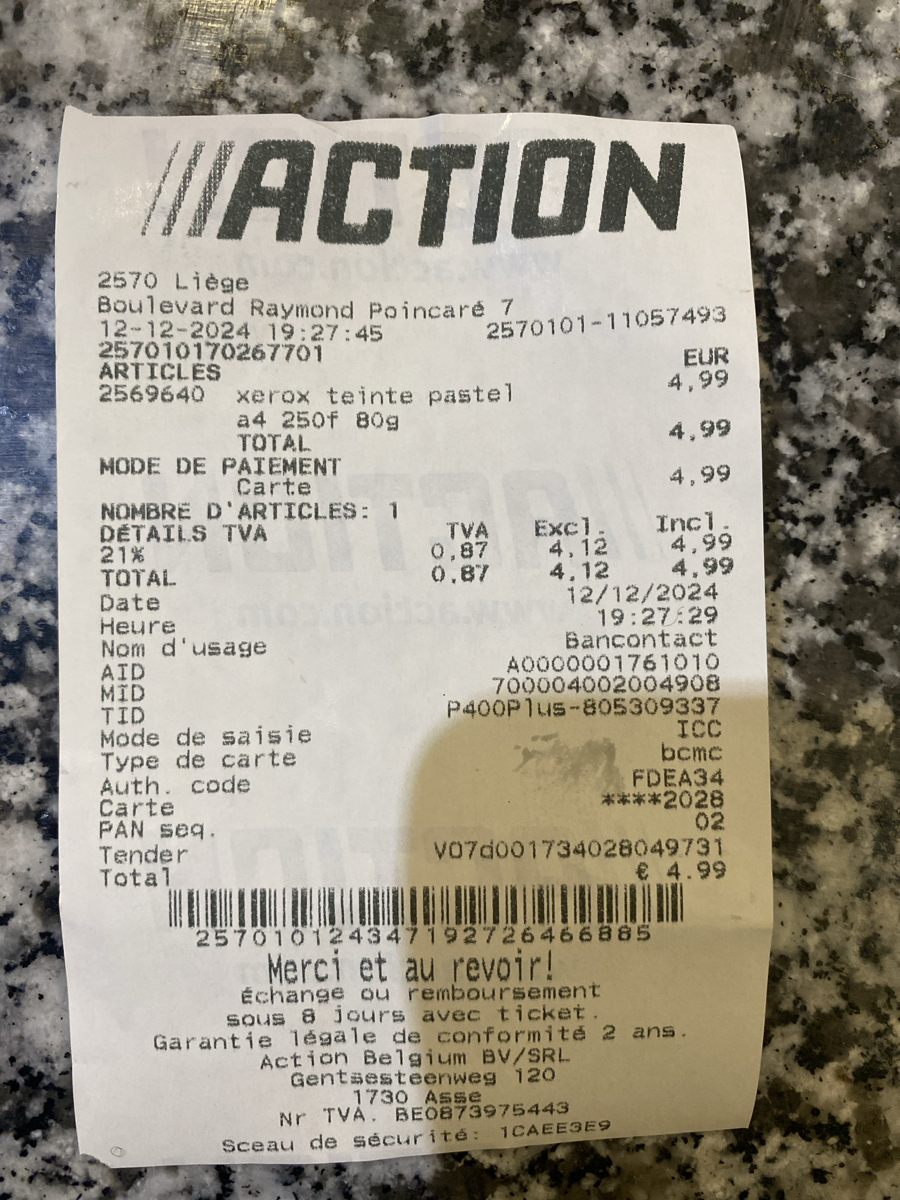 ACTION
2570 Liège
Boulevard Raymond Poincaré 7
12-12-2024 19:27:45 2570101-11057493
257010170267701
ARTICLES EUR
2569640 xerox teinte pastel 4,99
a4 250f 80g
TOTAL 4,99
MODE DE PAIEMENT
Carte 4,99
NOMBRE D'ARTICLES: 1
DÉTAILS TVA TVA Excl. Incl.
21% 0,87 4,12 4,99
TOTAL 0,87 4,12 4,99
Date 12/12/2024
Heure 19:27:29
Nom d'usage Bancontact
AID A0000001761010
MID 700004002004908
TID P400Plus-805309337
Mode de saisie ICC
Type de carte bcmc
Auth. code FDEA34
Carte ****2028
PAN seq. 02
Tender V07d001734028049731
Total € 4.99
2570101243471927264668​85
Merci et au revoir!
Échange ou remboursement
sous 8 jours avec ticket.
Garantie légale de conformité 2 ans.
Action Belgium BV/SRL
Gentsesteenweg 120
1730 Asse
Nr TVA. BE0873975443
Sceau de sécurité: 1CAEE3E9